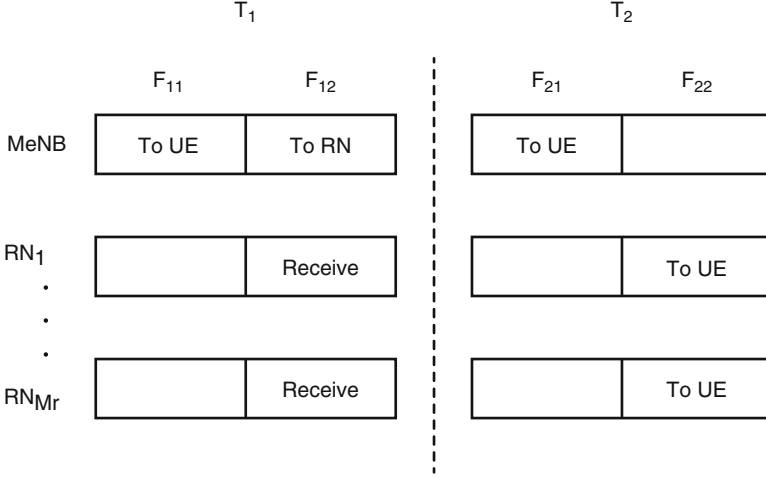 T₁ T₂
F₁₁ F₁₂ F₂₁ F₂₂
MeNB To UE To RN To UE
RN₁ Receive To UE
RN_Mr Receive To UE